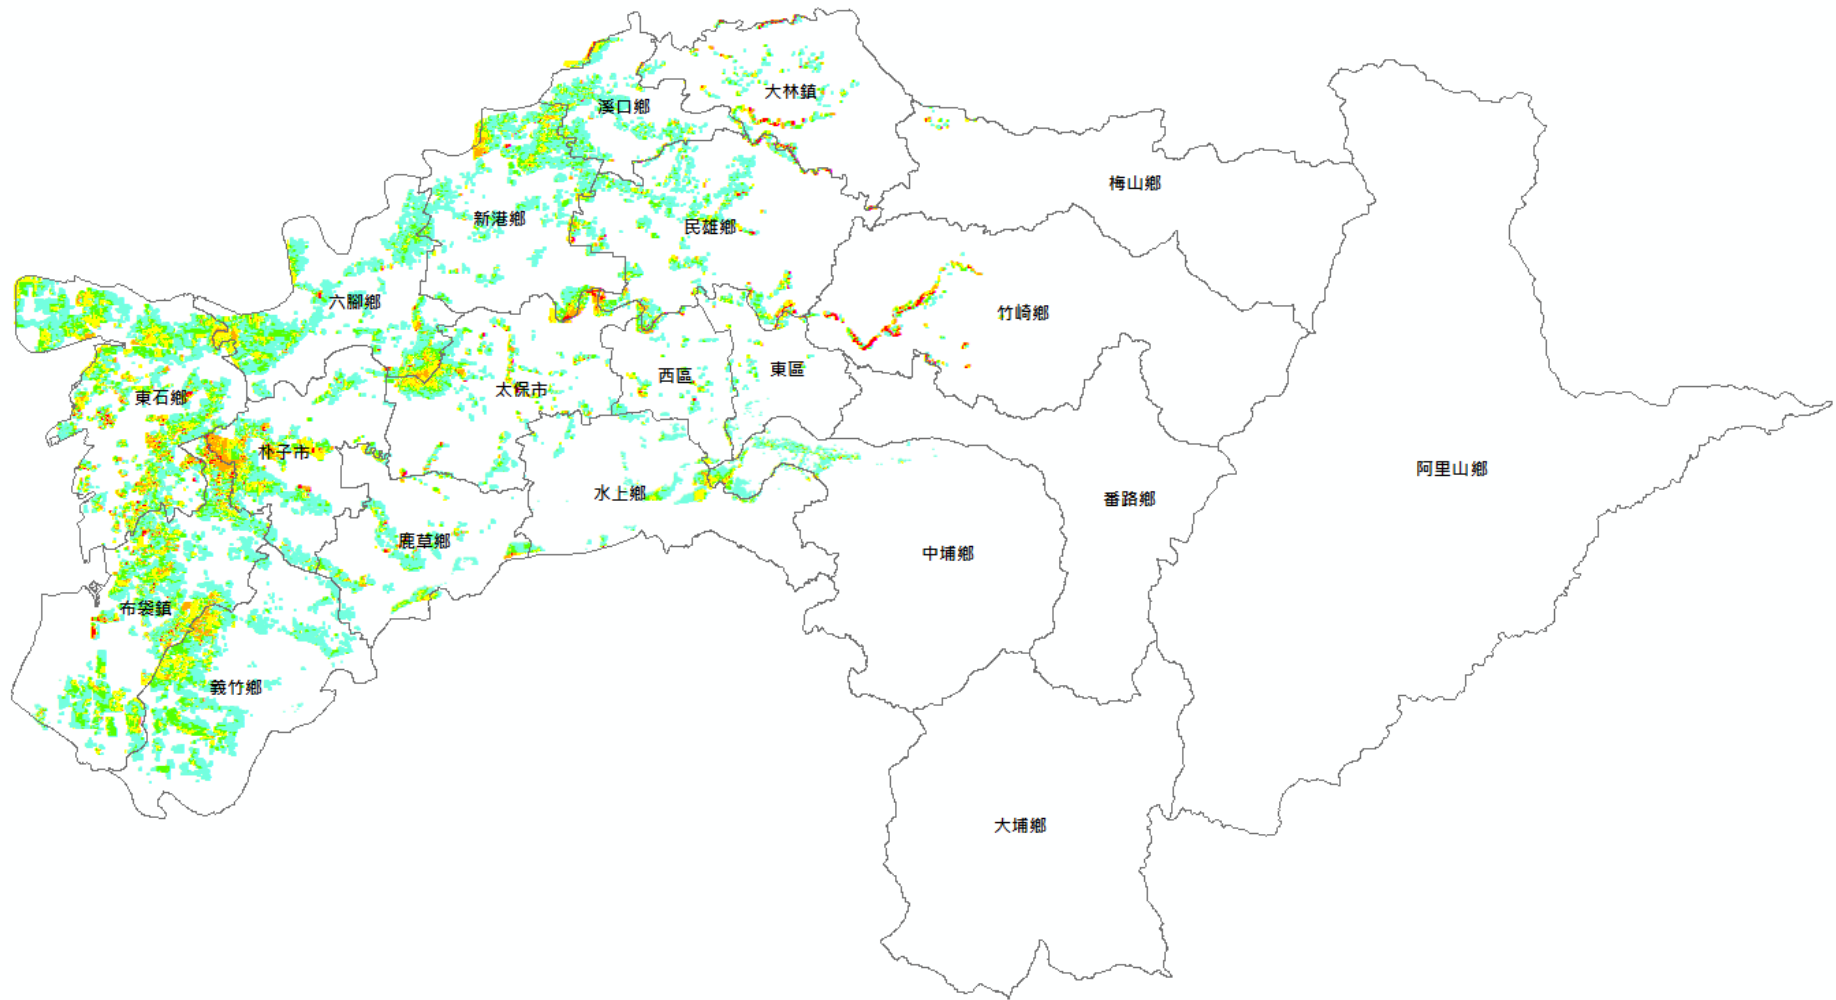 大林鎮
溪口鄉
梅山鄉
新港鄉
民雄鄉
六腳鄉
竹崎鄉
東區
西區
太保市
東石鄉
朴子市
阿里山鄉
水上鄉
番路鄉
鹿草鄉
中埔鄉
布袋鎮
義竹鄉
大埔鄉